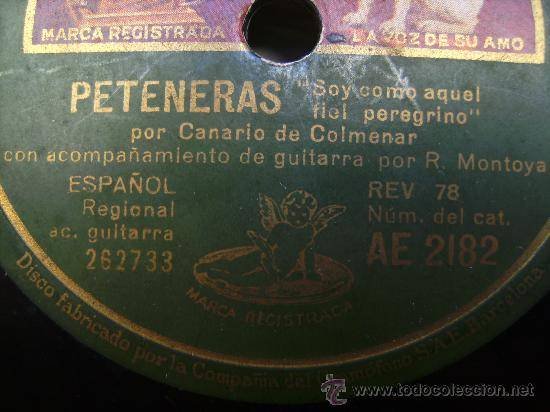 MARCA REGISTRADA
LA VOZ DE SU AMO
PETENERAS "Soy como aquel
fiel peregrino"
por Canario de Colmenar
con acompañamiento de guitarra por R. Montoya
ESPAÑOL
Regional
ac. guitarra
262733
REV 78
Núm. del cat.
AE 2182
MARCA REGISTRADA
Disco fabricado por la Compañía del Gramófono S.A.E. Barcelona
todocoleccion
www.todocoleccion.net